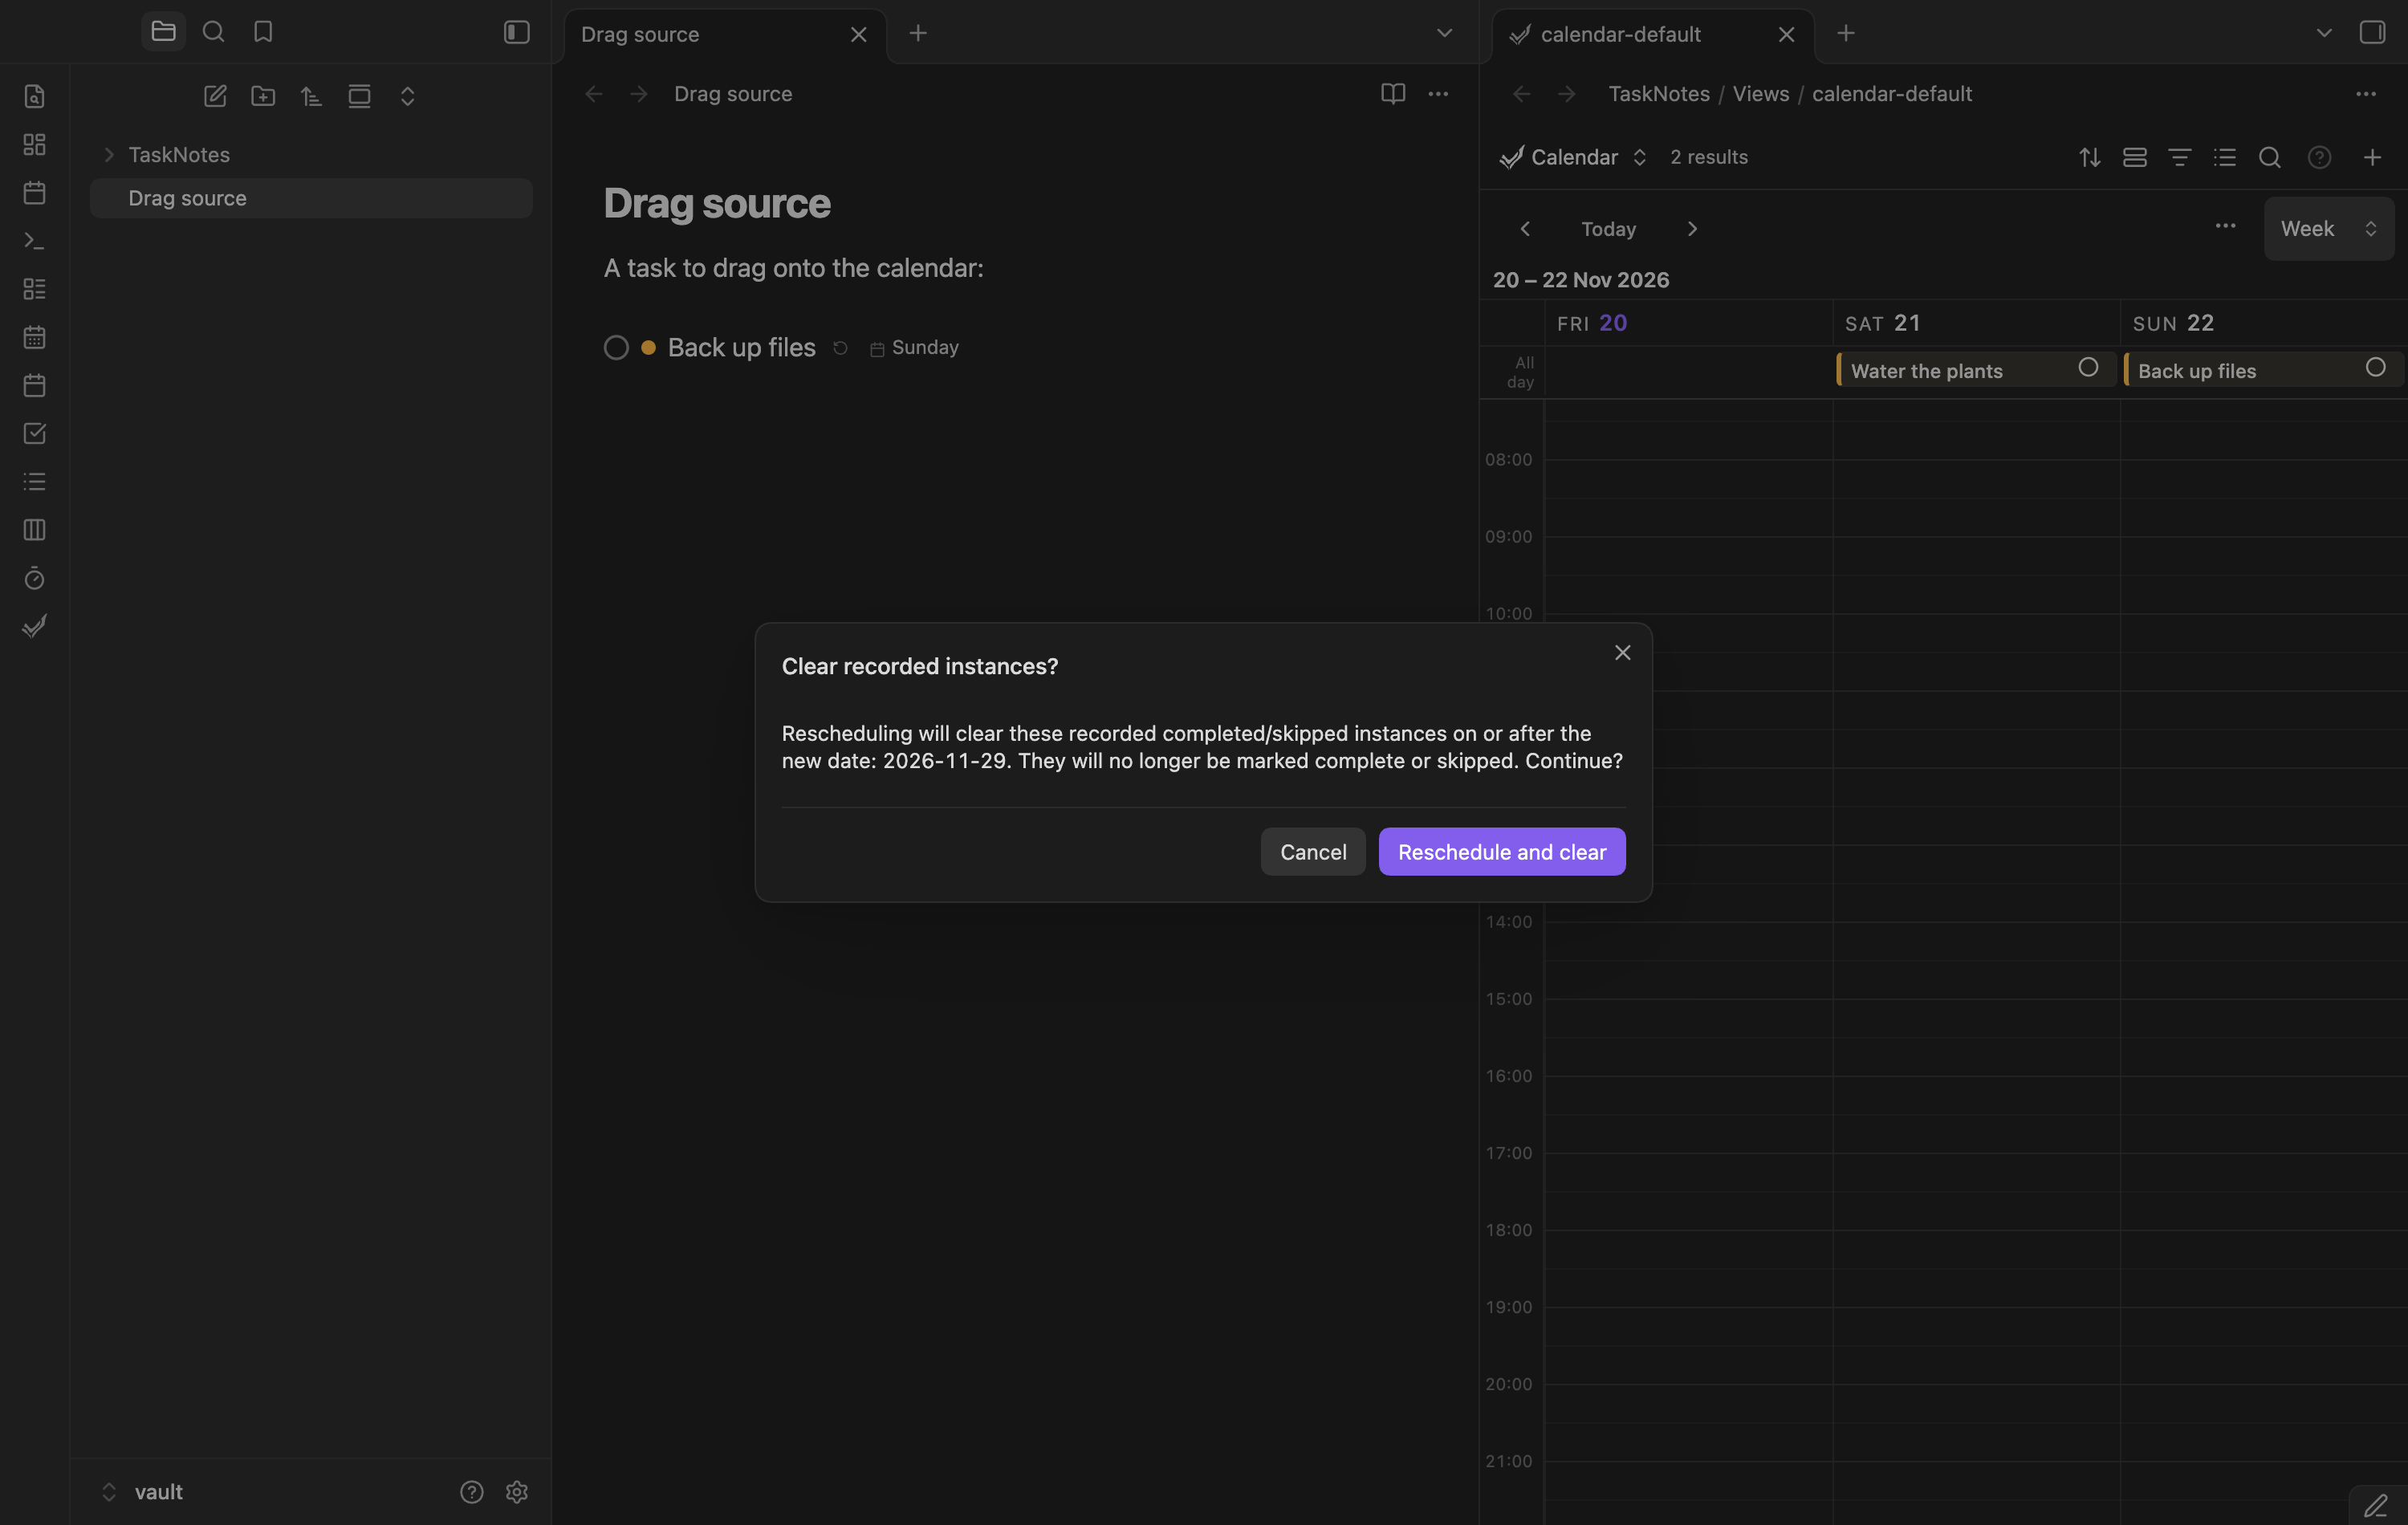 Drag source
calendar-default
Drag source
TaskNotes / Views / calendar-default
TaskNotes
Drag source
Drag source
A task to drag onto the calendar:
Back up files Sunday
Calendar 2 results
Today
Week
20 – 22 Nov 2026
FRI 20 SAT 21 SUN 22
All
day
Water the plants
Back up files
08:00
09:00
10:00
Clear recorded instances?
Rescheduling will clear these recorded completed/skipped instances on or after the
new date: 2026-11-29. They will no longer be marked complete or skipped. Continue?
Cancel Reschedule and clear
14:00
15:00
16:00
17:00
18:00
19:00
20:00
21:00
vault